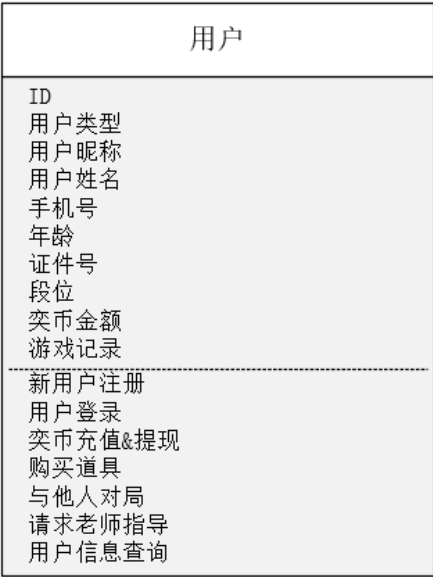 用户
ID
用户类型
用户昵称
用户姓名
手机号
年龄
证件号
段位
奕币金额
游戏记录
新用户注册
用户登录
奕币充值&提现
购买道具
与他人对局
请求老师指导
用户信息查询